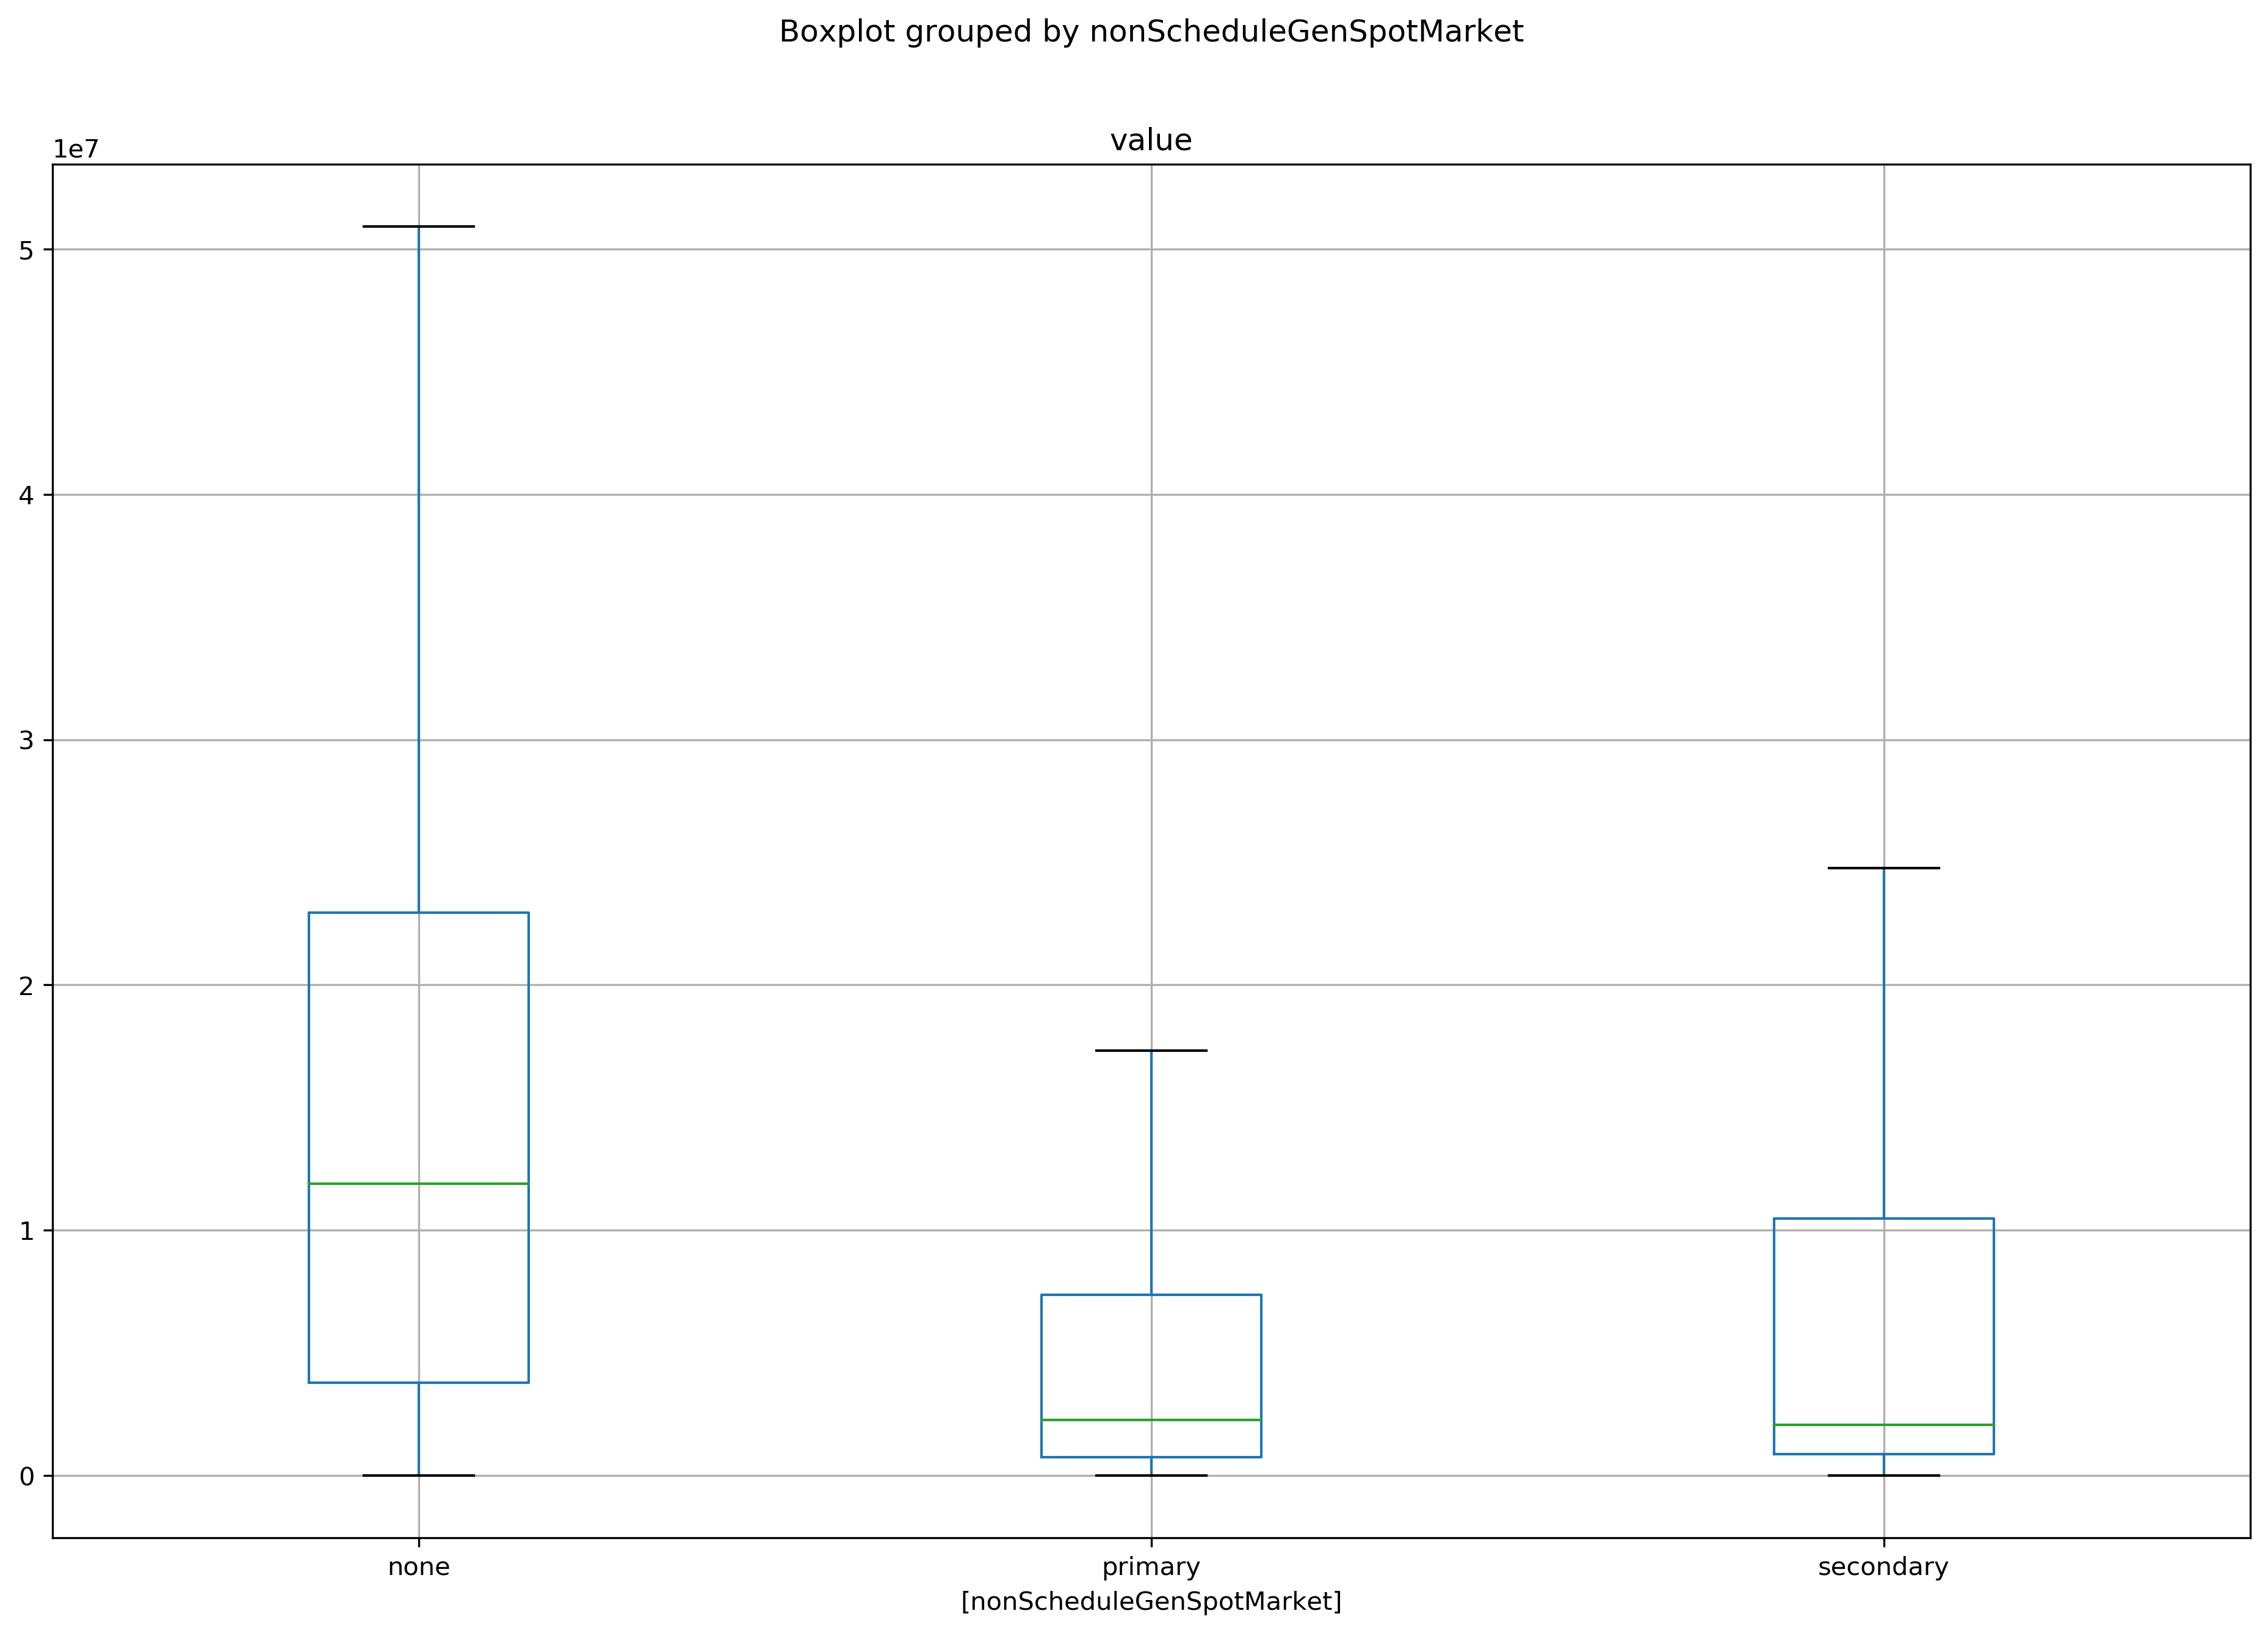 Boxplot grouped by nonScheduleGenSpotMarket
value
1e7
5
4
3
2
1
0
none primary secondary
[nonScheduleGenSpotMarket]